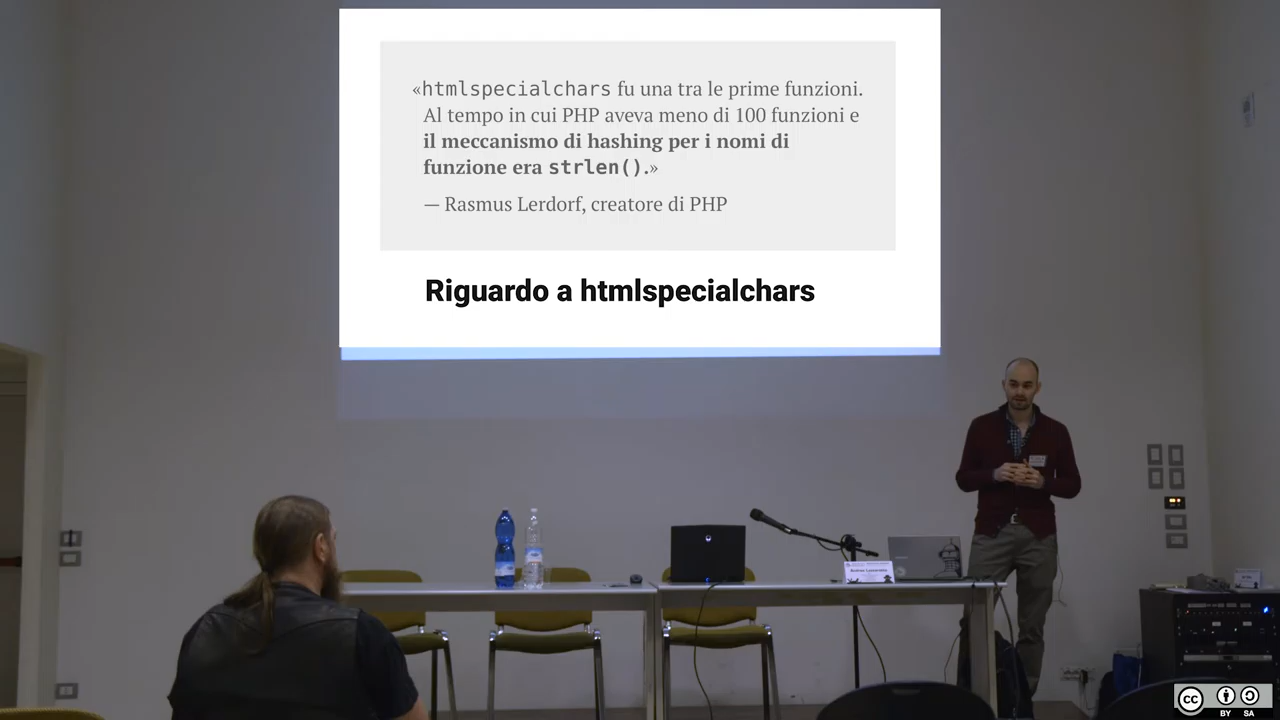 «htmlspecialchars fu una tra le prime funzioni.
Al tempo in cui PHP aveva meno di 100 funzioni e
il meccanismo di hashing per i nomi di
funzione era strlen().»
— Rasmus Lerdorf, creatore di PHP
Riguardo a htmlspecialchars
cc
BY SA